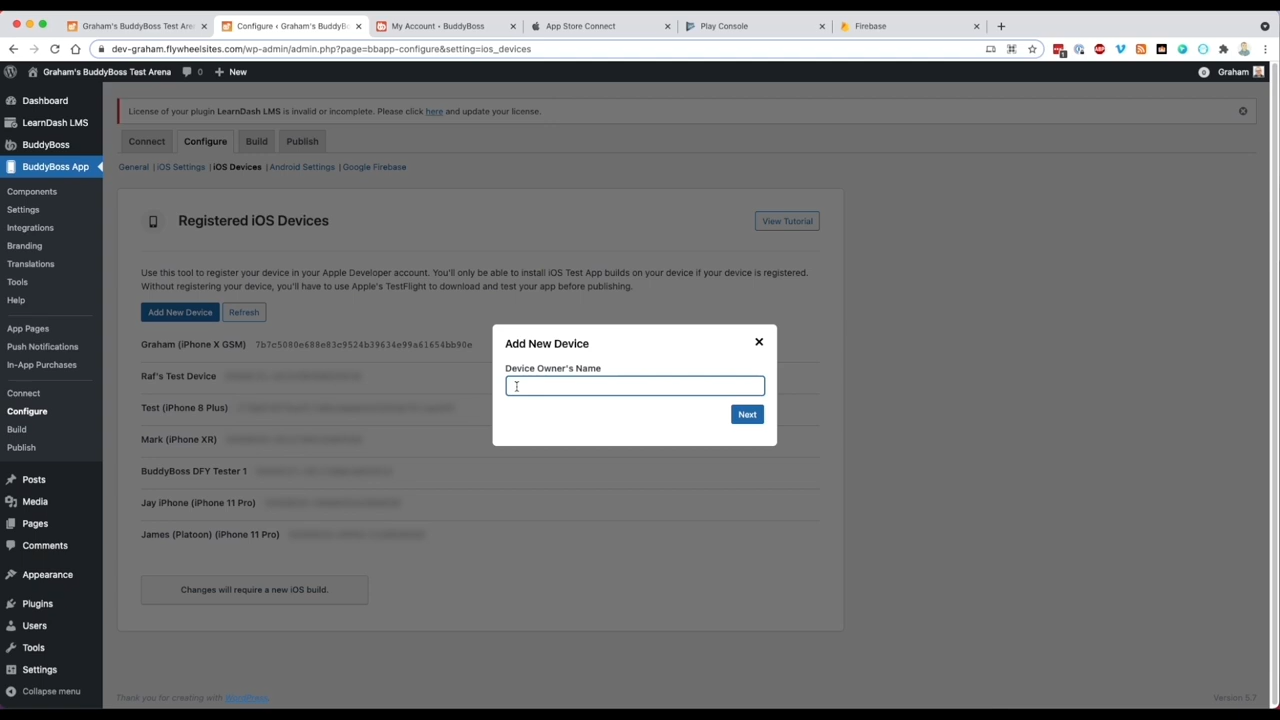 Graham's BuddyBoss Test Aren
Configure ‹ Graham's BuddyB
My Account - BuddyBoss
App Store Connect
Play Console
Firebase
dev-graham.flywheelsites.com/wp-admin/admin.php?page=bbapp-configure&setting=ios_devices
Graham's BuddyBoss Test Arena
0
New
0
Graham
Dashboard
LearnDash LMS
BuddyBoss
BuddyBoss App
Components
Settings
Integrations
Branding
Translations
Tools
Help
App Pages
Push Notifications
In-App Purchases
Connect
Configure
Build
Publish
Posts
Media
Pages
Comments
Appearance
Plugins
Users
Tools
Settings
Collapse menu
License of your plugin LearnDash LMS is invalid or incomplete. Please click here and update your license.
Connect
Configure
Build
Publish
General | iOS Settings | iOS Devices | Android Settings | Google Firebase
Registered iOS Devices
View Tutorial
Use this tool to register your device in your Apple Developer account. You'll only be able to install iOS Test App builds on your device if your device is registered.
Without registering your device, you'll have to use Apple's TestFlight to download and test your app before publishing.
Add New Device
Refresh
Graham (iPhone X GSM) 7b7c5080e688e83c9524b39634e99a61654bb90e
Raf's Test Device
Test (iPhone 8 Plus)
Mark (iPhone XR)
BuddyBoss DFY Tester 1
Jay iPhone (iPhone 11 Pro)
James (Platoon) (iPhone 11 Pro)
Changes will require a new iOS build.
Add New Device
Device Owner's Name
Next
Thank you for creating with WordPress.
Version 5.7